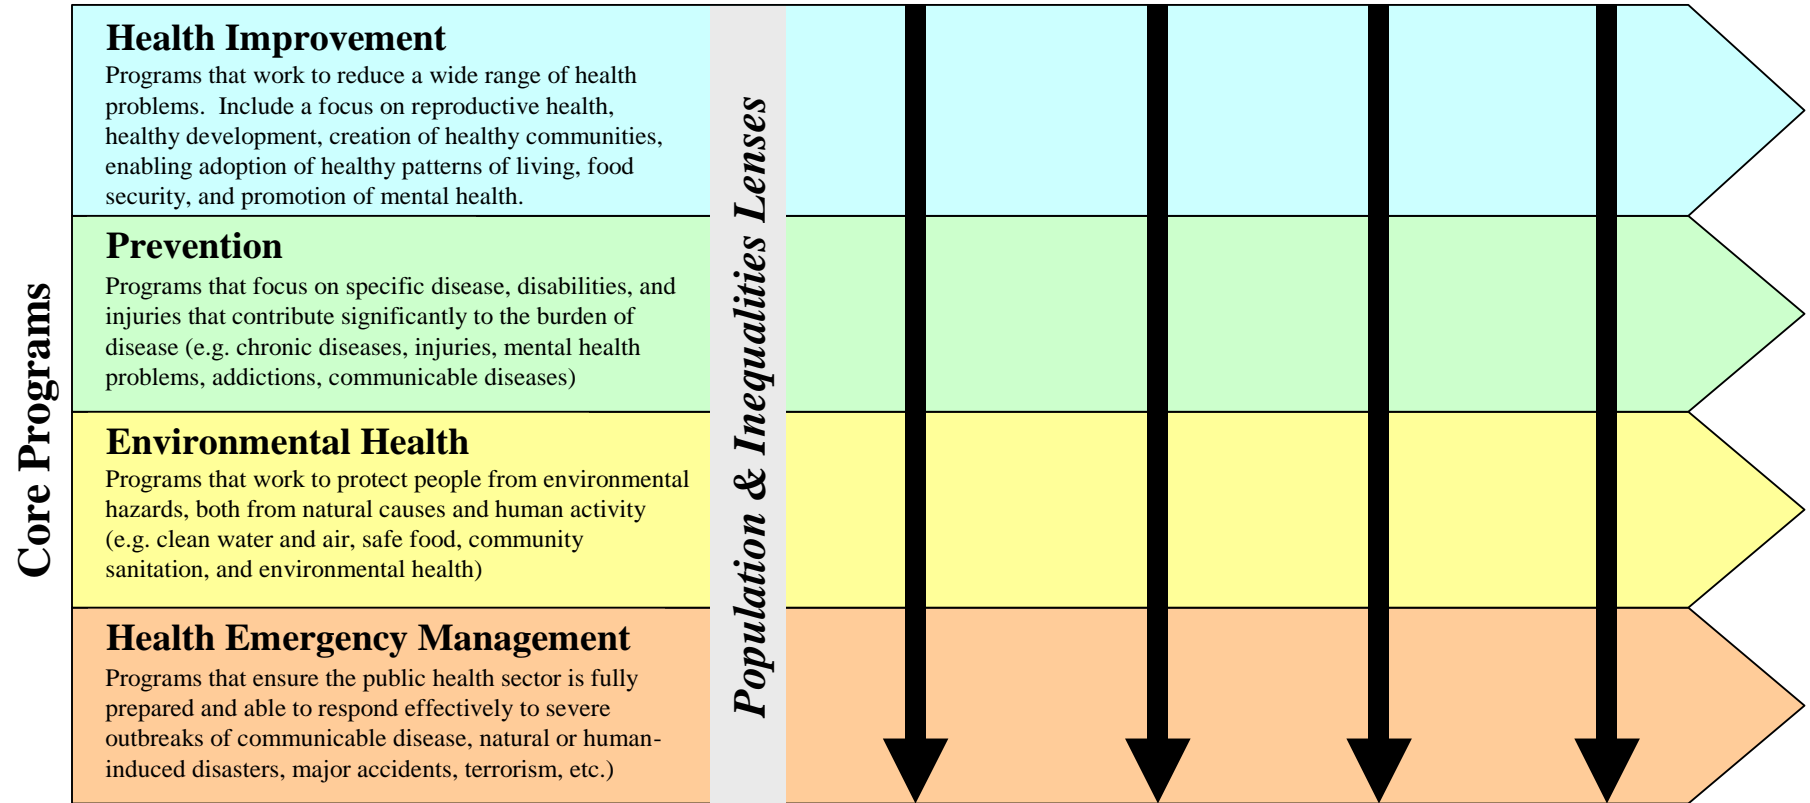 Core Programs
Health Improvement
Programs that work to reduce a wide range of health
problems.  Include a focus on reproductive health,
healthy development, creation of healthy communities,
enabling adoption of healthy patterns of living, food
security, and promotion of mental health.
Prevention
Programs that focus on specific disease, disabilities, and
injuries that contribute significantly to the burden of
disease (e.g. chronic diseases, injuries, mental health
problems, addictions, communicable diseases)
Environmental Health
Programs that work to protect people from environmental
hazards, both from natural causes and human activity
(e.g. clean water and air, safe food, community
sanitation, and environmental health)
Health Emergency Management
Programs that ensure the public health sector is fully
prepared and able to respond effectively to severe
outbreaks of communicable disease, natural or human-
induced disasters, major accidents, terrorism, etc.)
Population & Inequalities Lenses